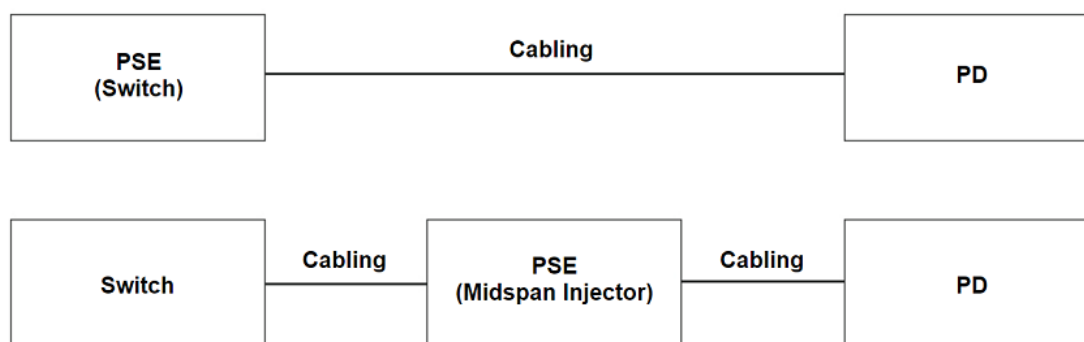 PSE
(Switch)
Cabling
PD
Switch
Cabling
PSE
(Midspan Injector)
Cabling
PD